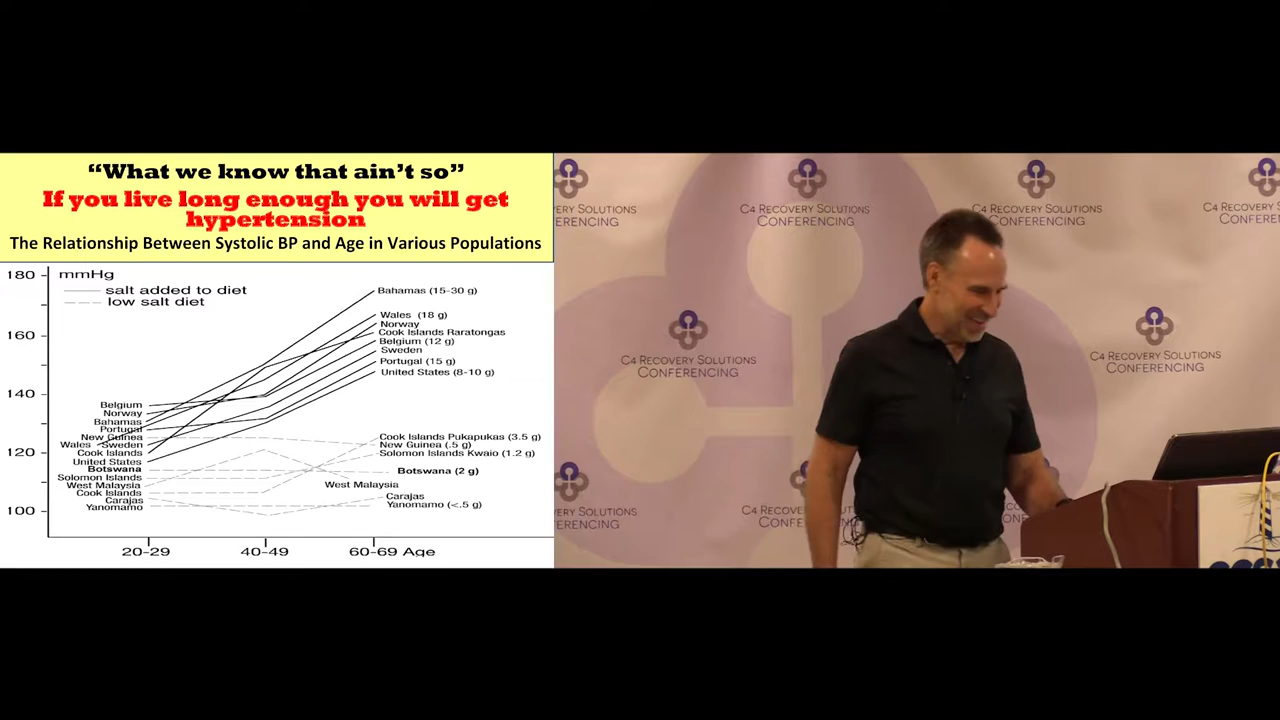 “What we know that ain’t so”
If you live long enough you will get
hypertension
The Relationship Between Systolic BP and Age in Various Populations
180
mmHg
salt added to diet
low salt diet
Bahamas (15-30 g)
Wales (18 g)
160
Norway
Cook Islands Raratongas
Belgium (12 g)
Sweden
Portugal (15 g)
United States (8-10 g)
140
Belgium
Norway
Bahamas
Portugal
New Guinea
Wales Sweden
Cook Islands
United States
120
Botswana
Solomon Islands
West Malaysia
Cook Islands
Carajas
Yanomamo
100
Cook Islands Pukapukas (3.5 g)
New Guinea (.5 g)
Solomon Islands Kwaio (1.2 g)
Botswana (2 g)
West Malaysia
Carajas
Yanomamo (<.5 g)
20-29
40-49
60-69 Age
C4 RECOVERY SOLUTIONS
CONFERENCING
C4 RECOVERY SOLUTIONS
CONFERENCING
C4 RECOVERY SOLUTIONS
CONFERENCING
C4 RECOVERY SOLUTIONS
CONFERENCING